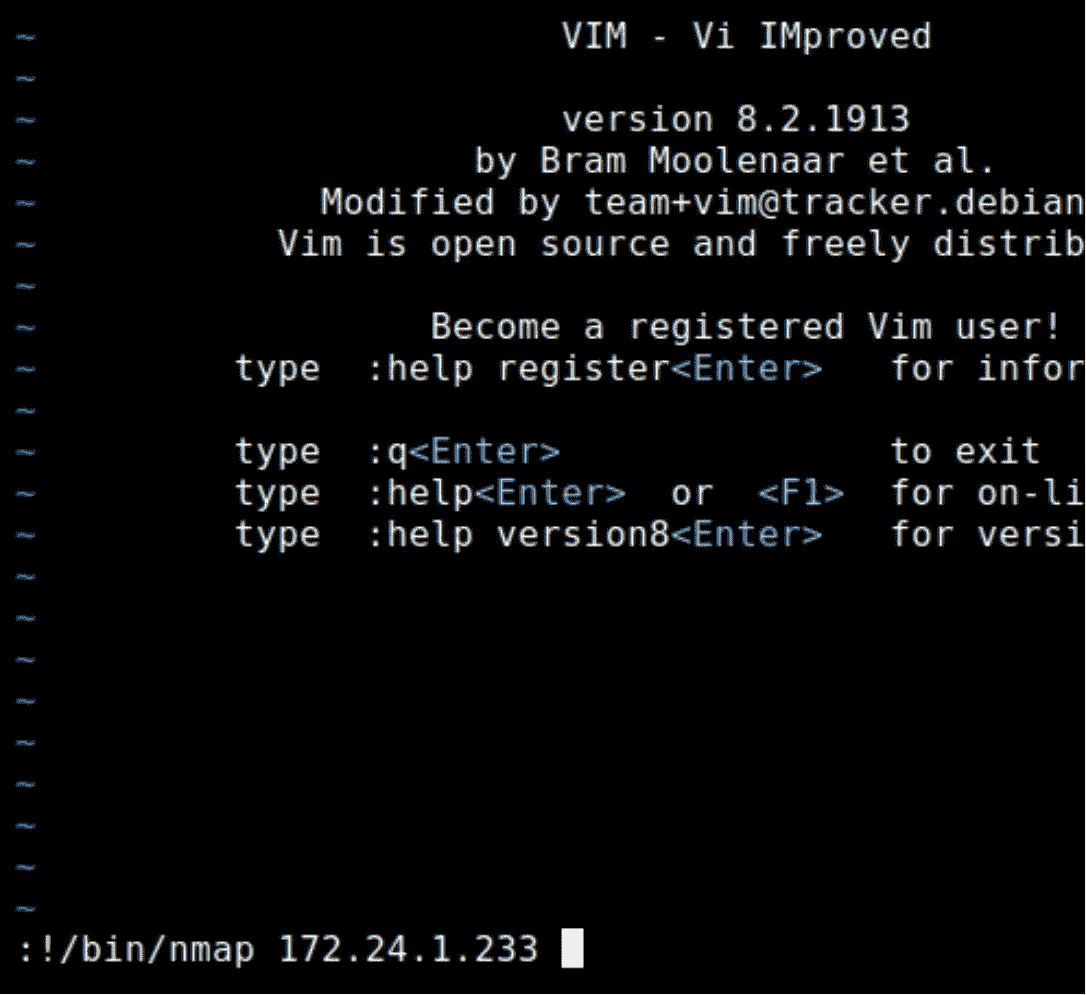 ~ VIM - Vi IMproved
~
~ version 8.2.1913
~ by Bram Moolenaar et al.
~ Modified by team+vim@tracker.debian
~ Vim is open source and freely distrib
~
~ Become a registered Vim user!
~ type :help register<Enter> for infor
~
~ type :q<Enter> to exit
~ type :help<Enter> or <F1> for on-li
~ type :help version8<Enter> for versi
~
~
~
~
~
~
~
~
~
:!/bin/nmap 172.24.1.233